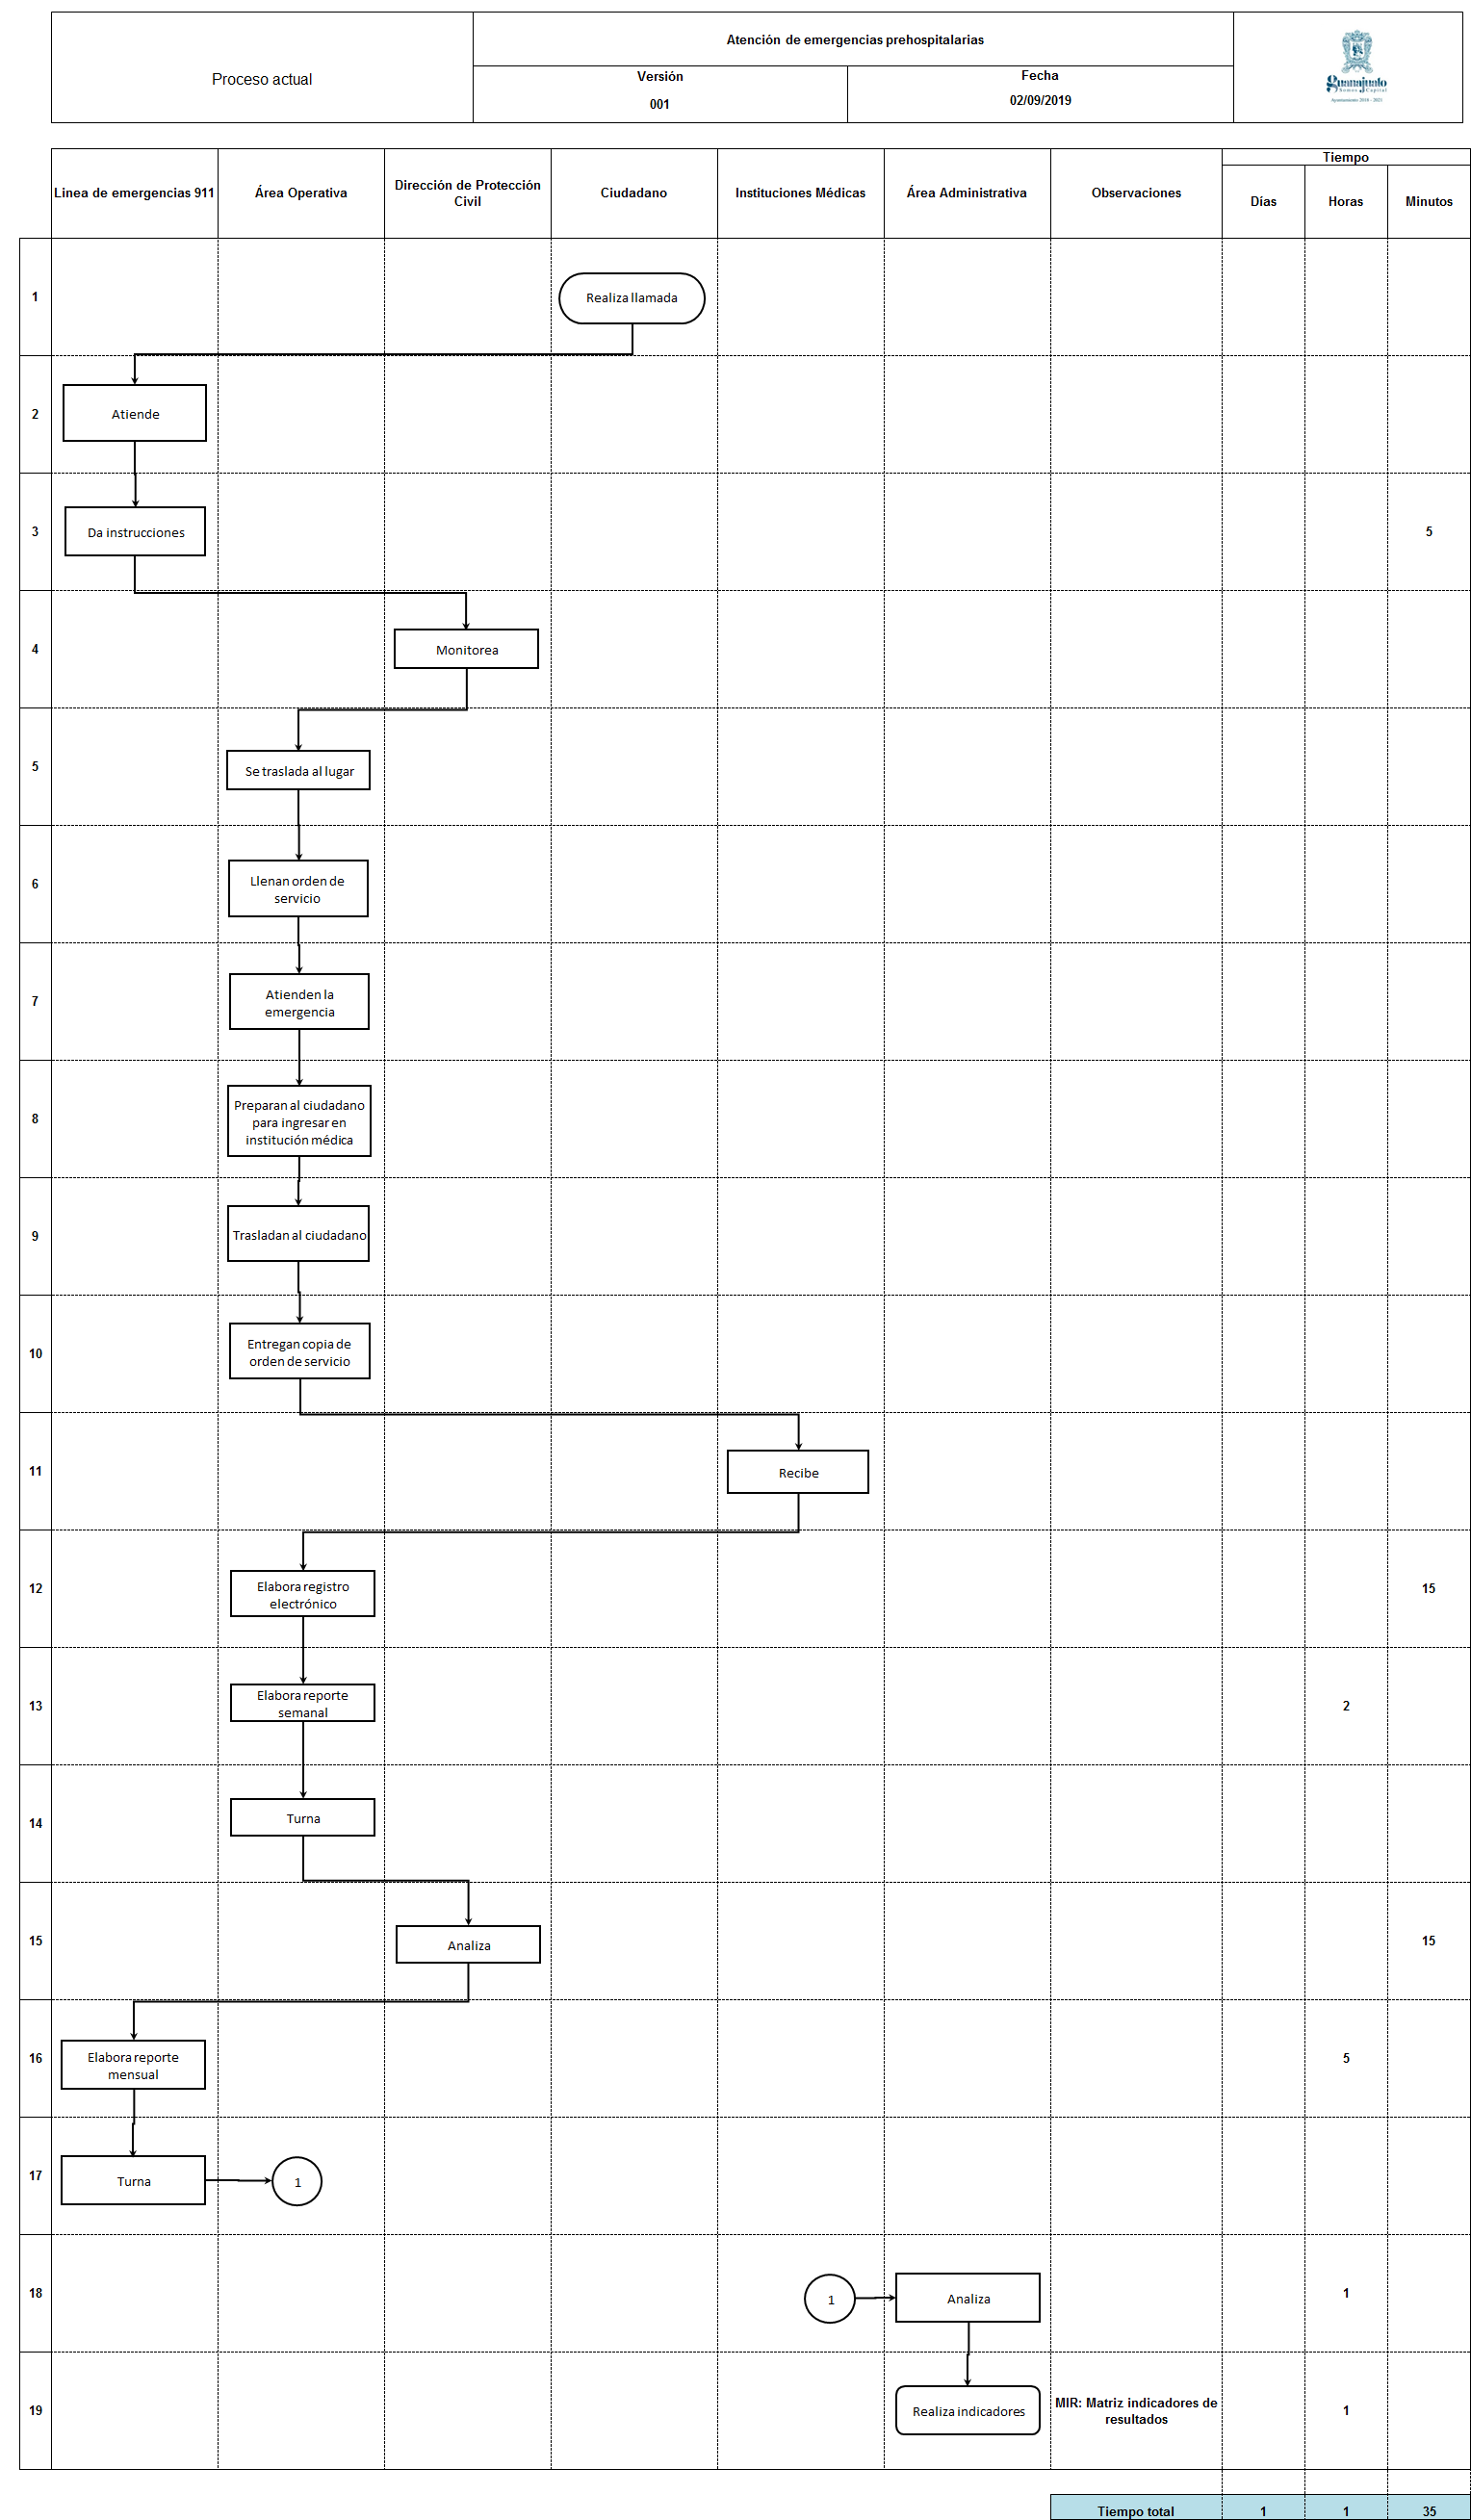 Proceso actual
Atención de emergencias prehospitalarias
Versión
001
Fecha
02/09/2019
guanajuato
Somos Capital
Ayuntamiento 2018 - 2021
Linea de emergencias 911
Área Operativa
Dirección de Protección
Civil
Ciudadano
Instituciones Médicas
Área Administrativa
Observaciones
Tiempo
Días
Horas
Minutos
1
Realiza llamada
2
Atiende
3
Da instrucciones
5
4
Monitorea
5
Se traslada al lugar
6
Llenan orden de
servicio
7
Atienden la
emergencia
8
Preparan al ciudadano
para ingresar en
institución médica
9
Trasladan al ciudadano
10
Entregan copia de
orden de servicio
11
Recibe
12
Elabora registro
electrónico
15
13
Elabora reporte
semanal
2
14
Turna
15
Analiza
15
16
Elabora reporte
mensual
5
17
Turna
1
18
1
Analiza
1
19
Realiza indicadores
MIR: Matriz indicadores de
resultados
1
Tiempo total
1
1
35